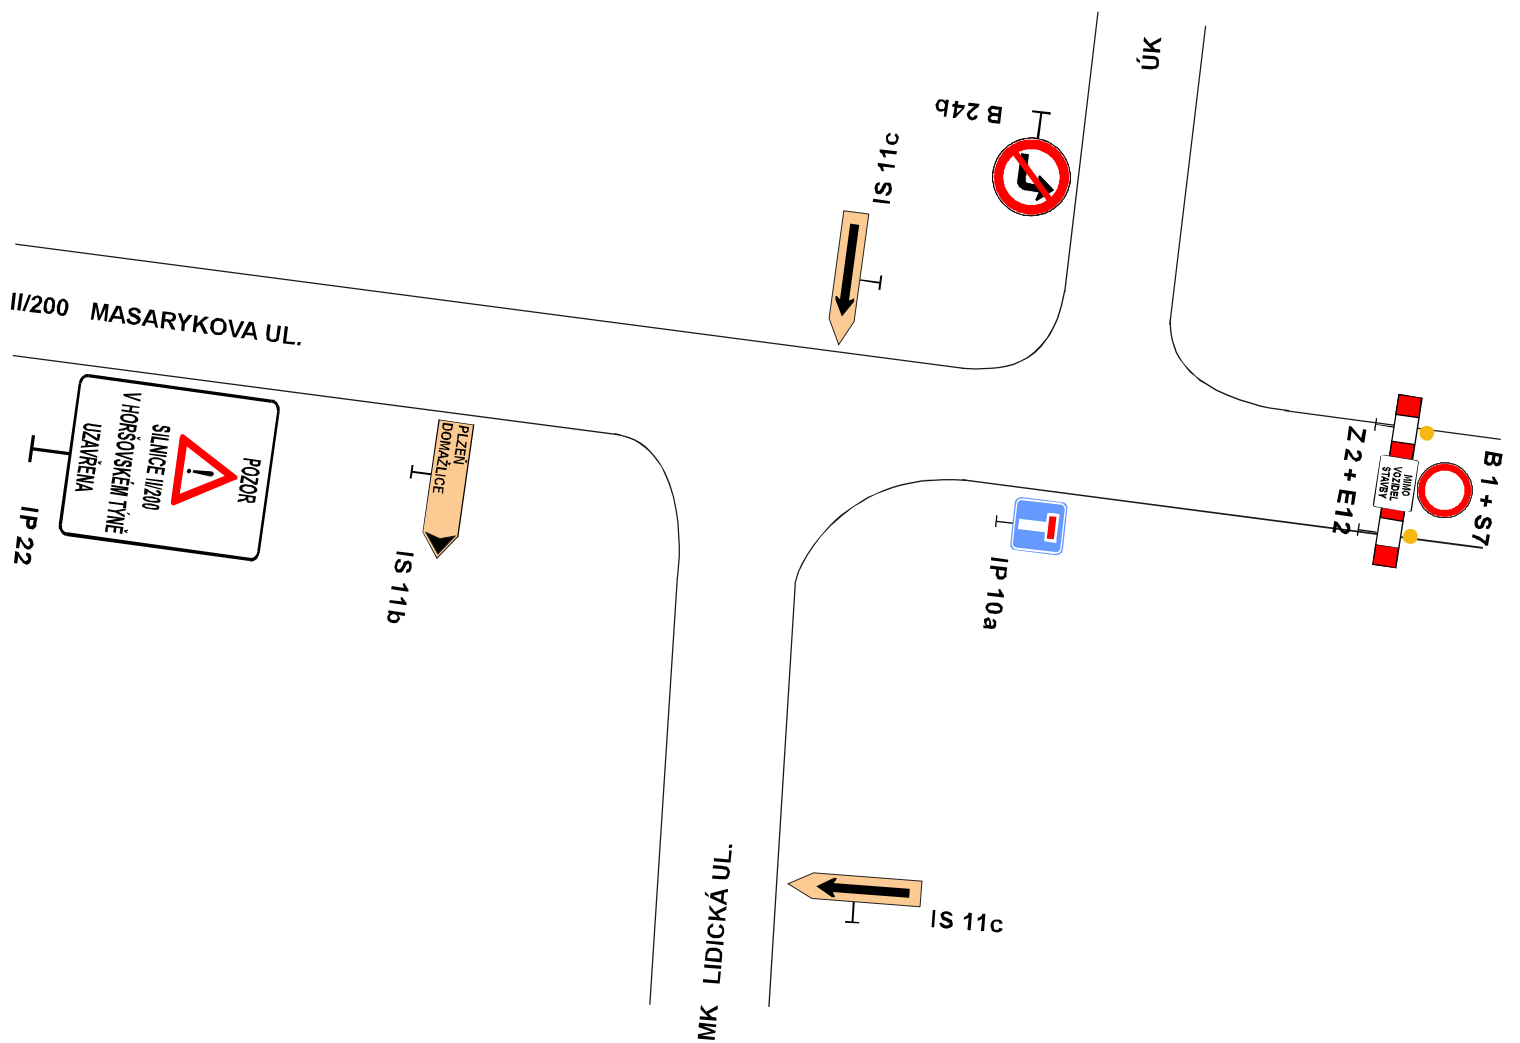 ÚK
B 24b
IS 11c
II/200 MASARYKOVA UL.
POZOR
SILNICE II/200
V HORŠOVSKÉM TÝNĚ
UZAVŘENA
IP 22
PLZEŇ
DOMAŽLICE
IS 11b
IP 10a
Z 2 + E12
MIMO
VOZIDEL
STAVBY
B 1 + S7
MK LIDICKÁ UL.
IS 11c